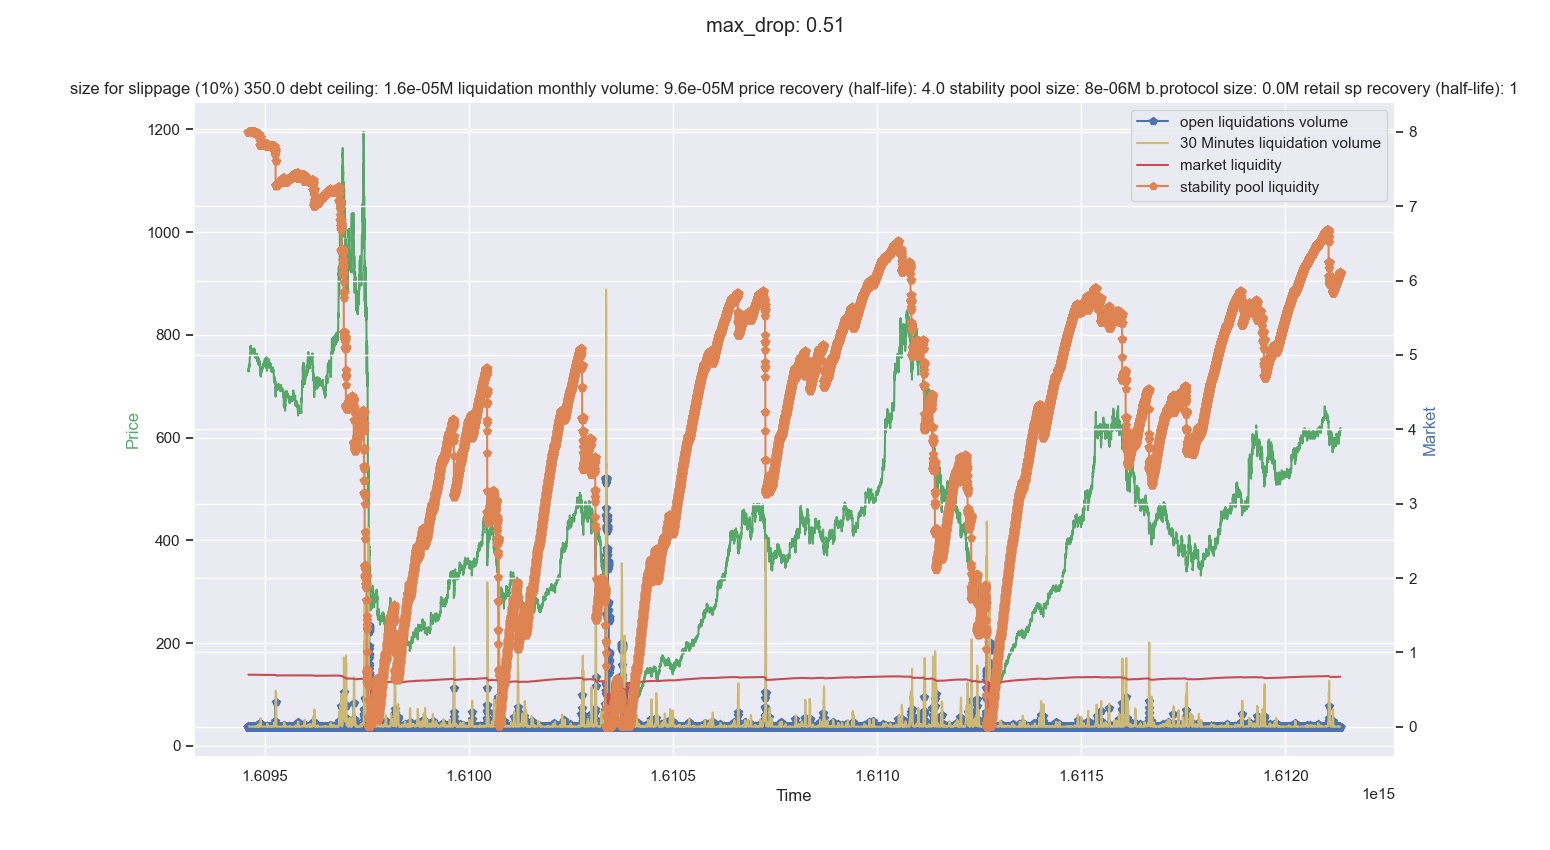 max_drop: 0.51
size for slippage (10%) 350.0 debt ceiling: 1.6e-05M liquidation monthly volume: 9.6e-05M price recovery (half-life): 4.0 stability pool size: 8e-06M b.protocol size: 0.0M retail sp recovery (half-life): 1
open liquidations volume
30 Minutes liquidation volume
market liquidity
stability pool liquidity
1200
1000
800
600
400
200
0
Price
8
7
6
5
4
3
2
1
0
Market
1.6095 1.6100 1.6105 1.6110 1.6115 1.6120
1e15
Time